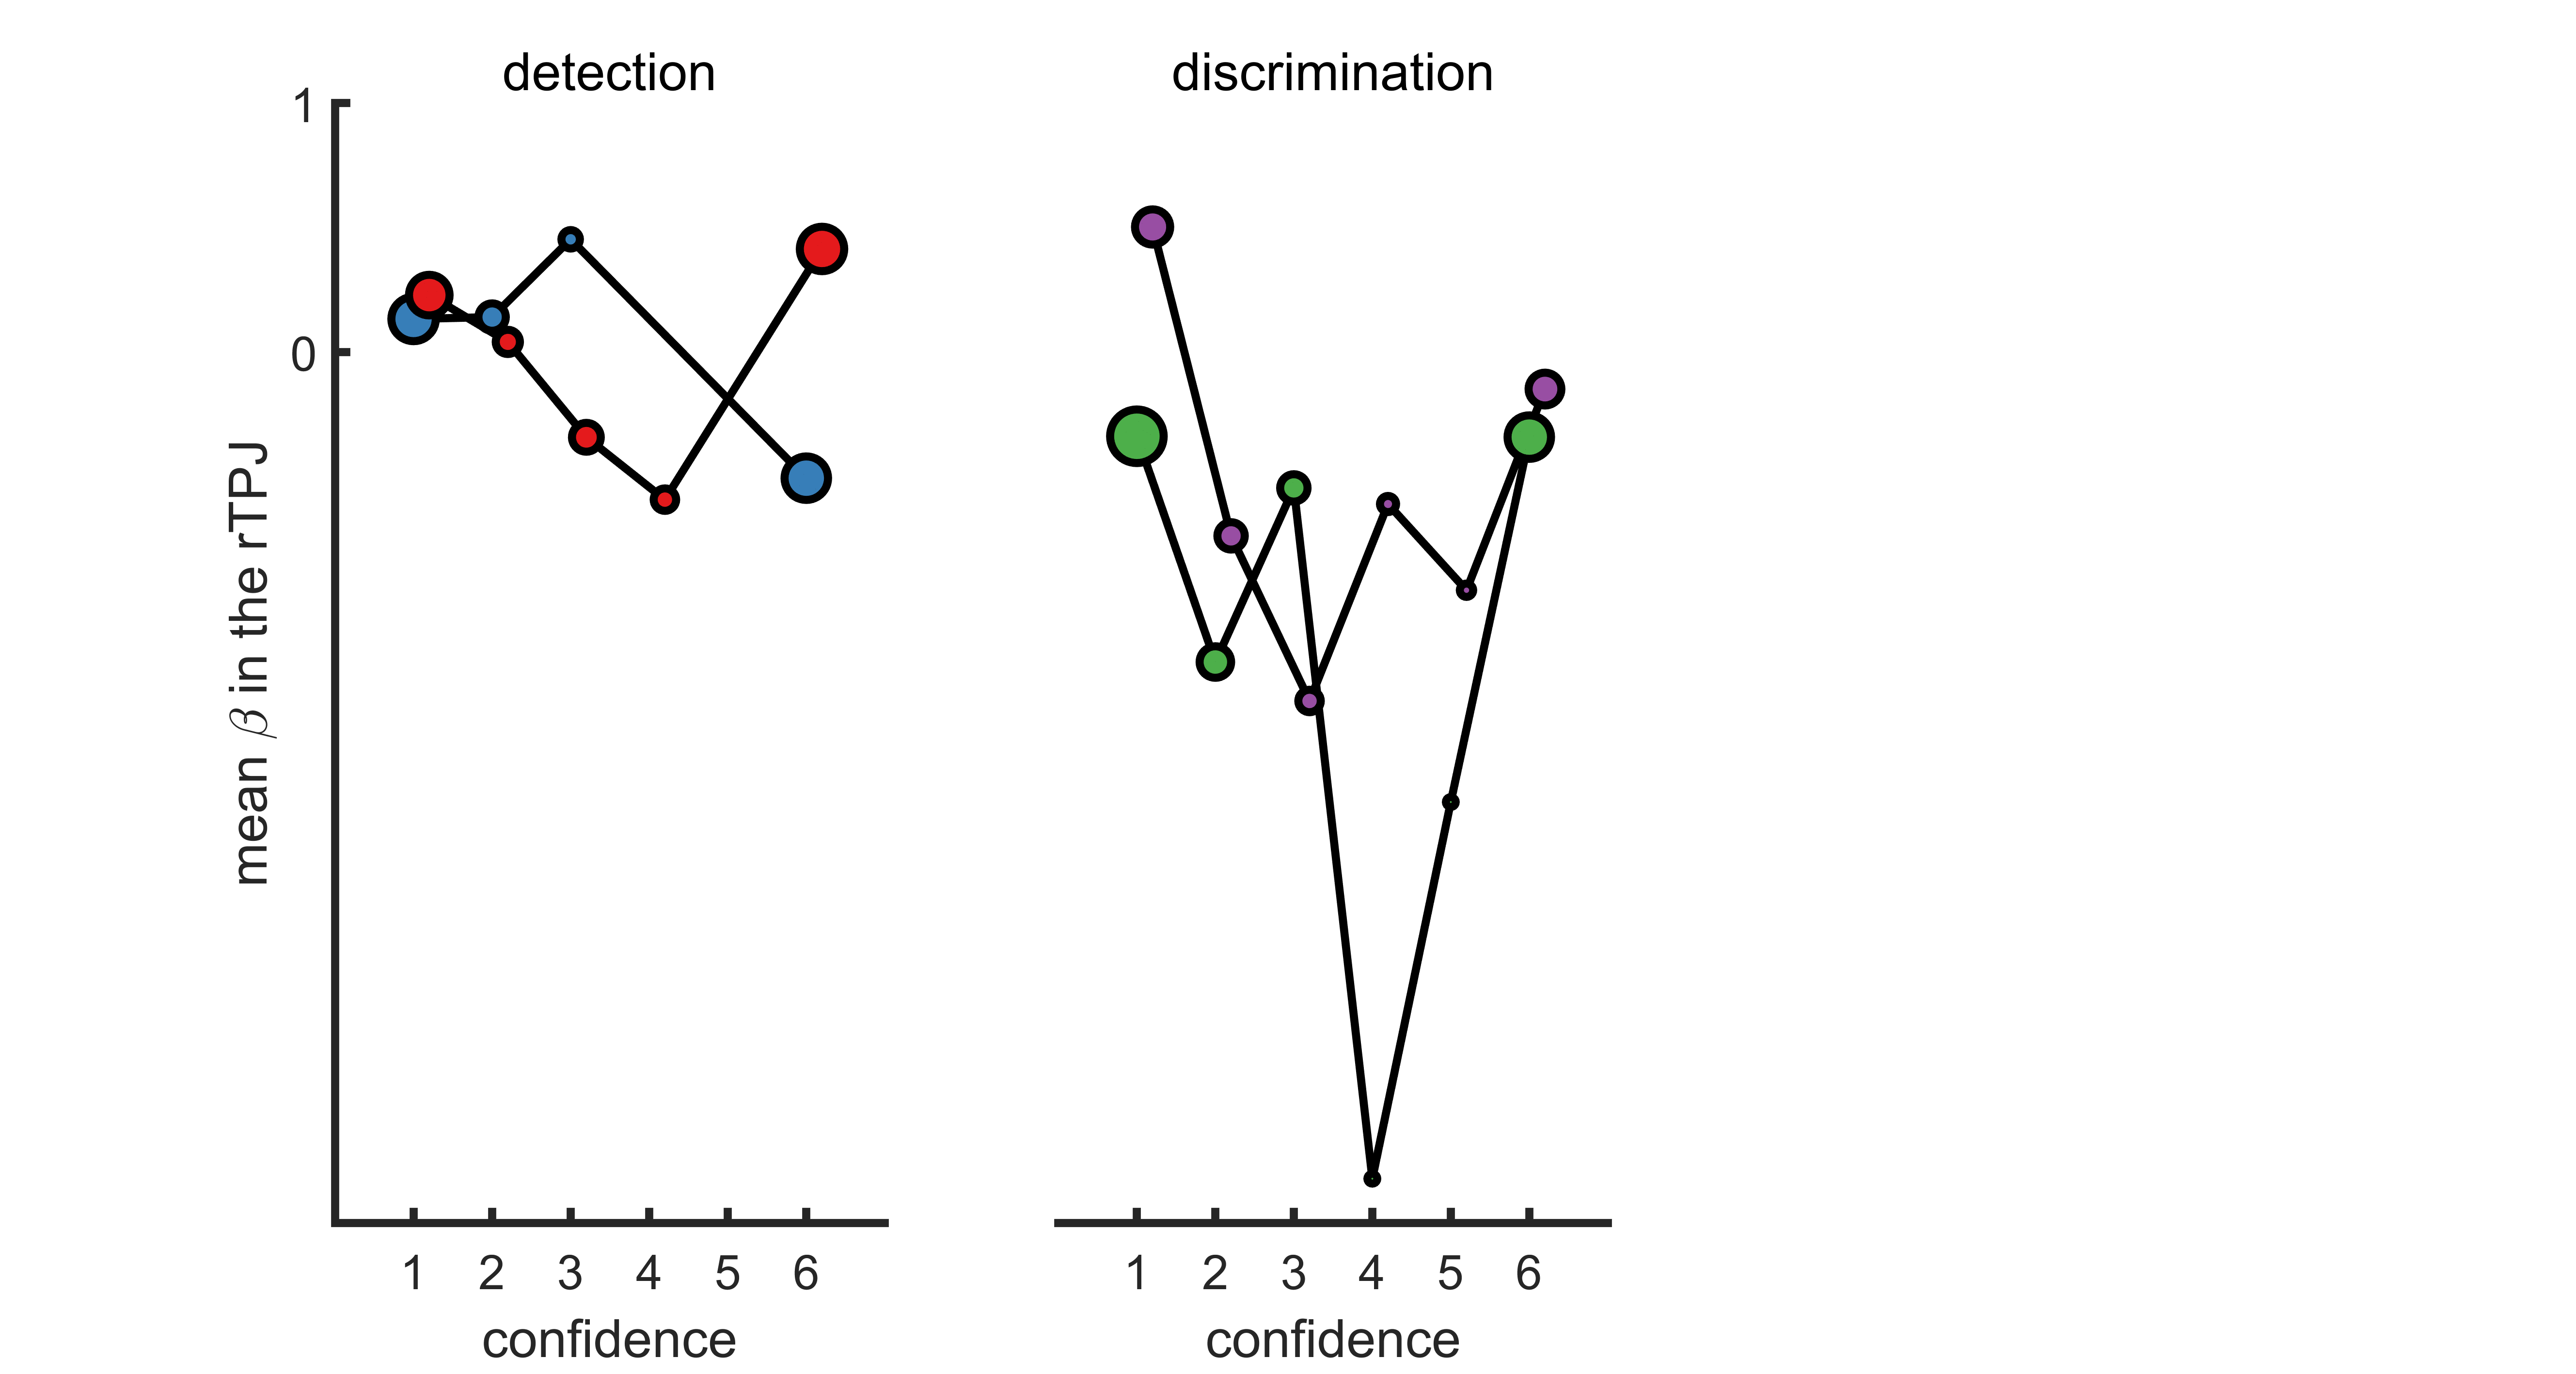 detection
discrimination
1
0
mean β in the rTPJ
1 2 3 4 5 6
1 2 3 4 5 6
confidence
confidence